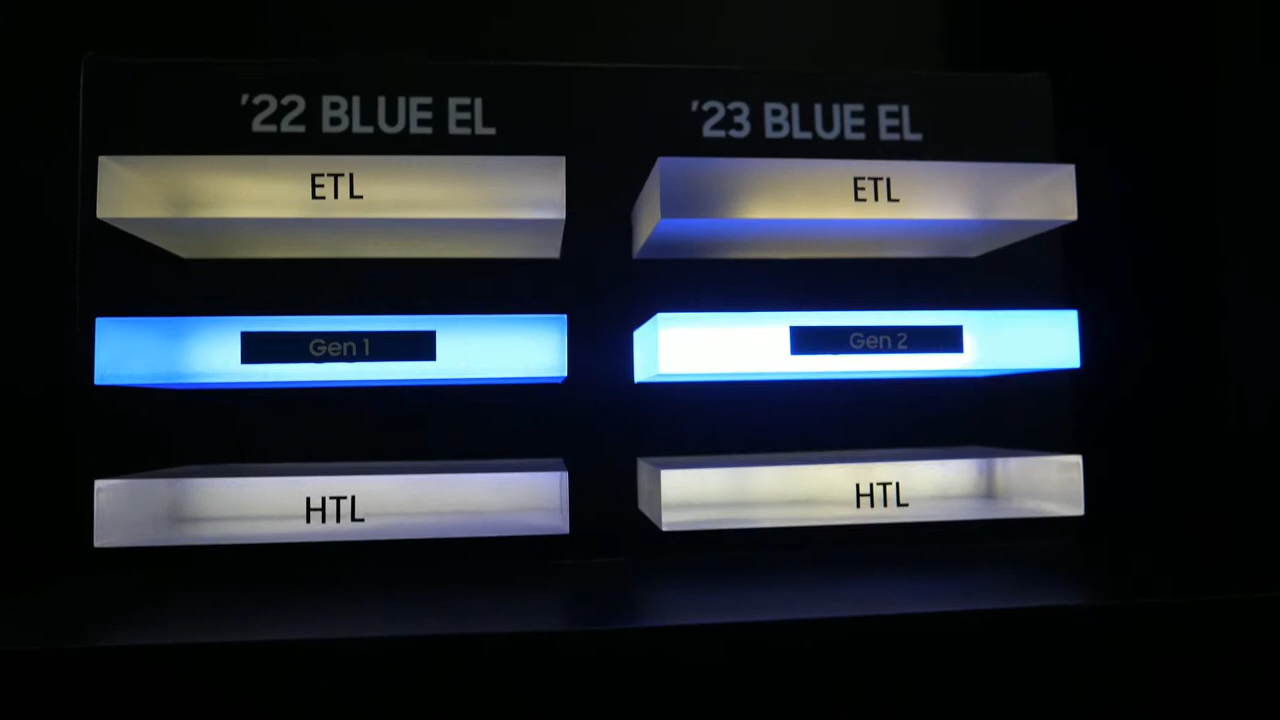 '22 BLUE EL
ETL
Gen 1
HTL
'23 BLUE EL
ETL
Gen 2
HTL